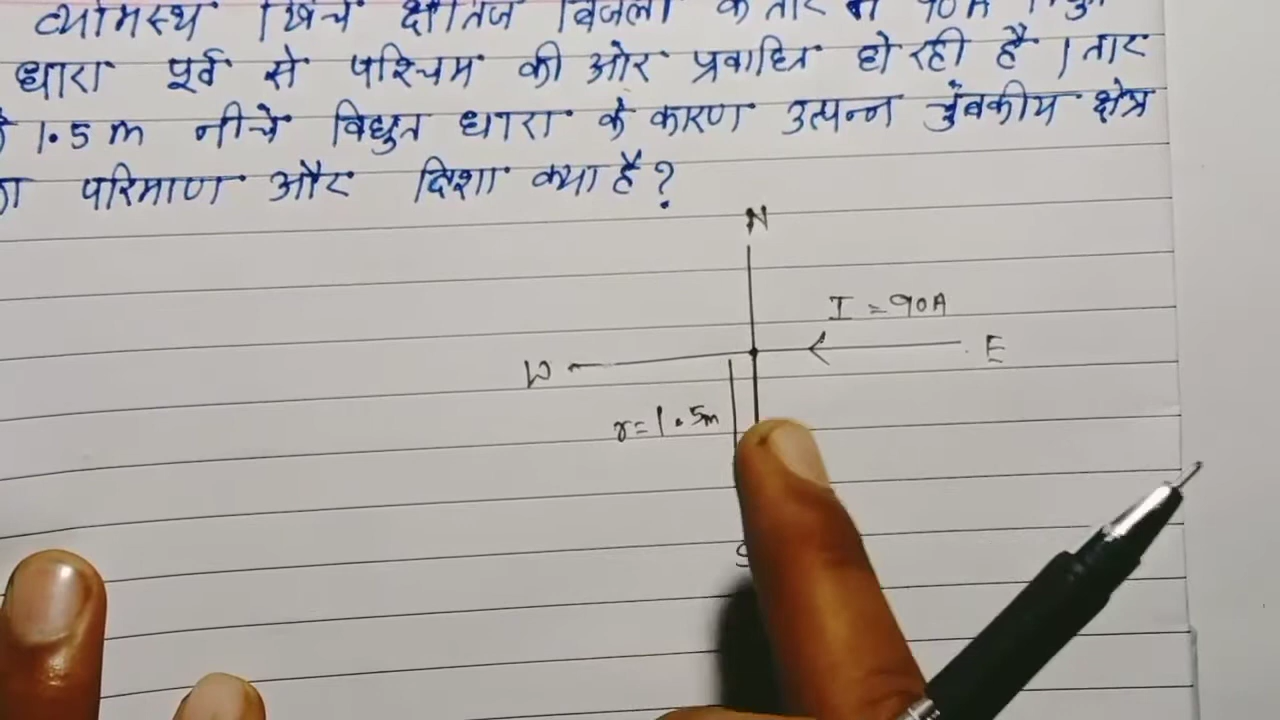 व्योमस्थ खिंचे क्षैतिज बिजली के तार में 90A
धारा पूर्व से पश्चिम की ओर प्रवाहित हो रही है । तार
1.5 m नीचे विधुत धारा के कारण उत्पन्न चुंबकीय क्षेत्र
परिमाण और दिशा क्या है ?
N
I = 90A
W
E
r = 1.5m
S